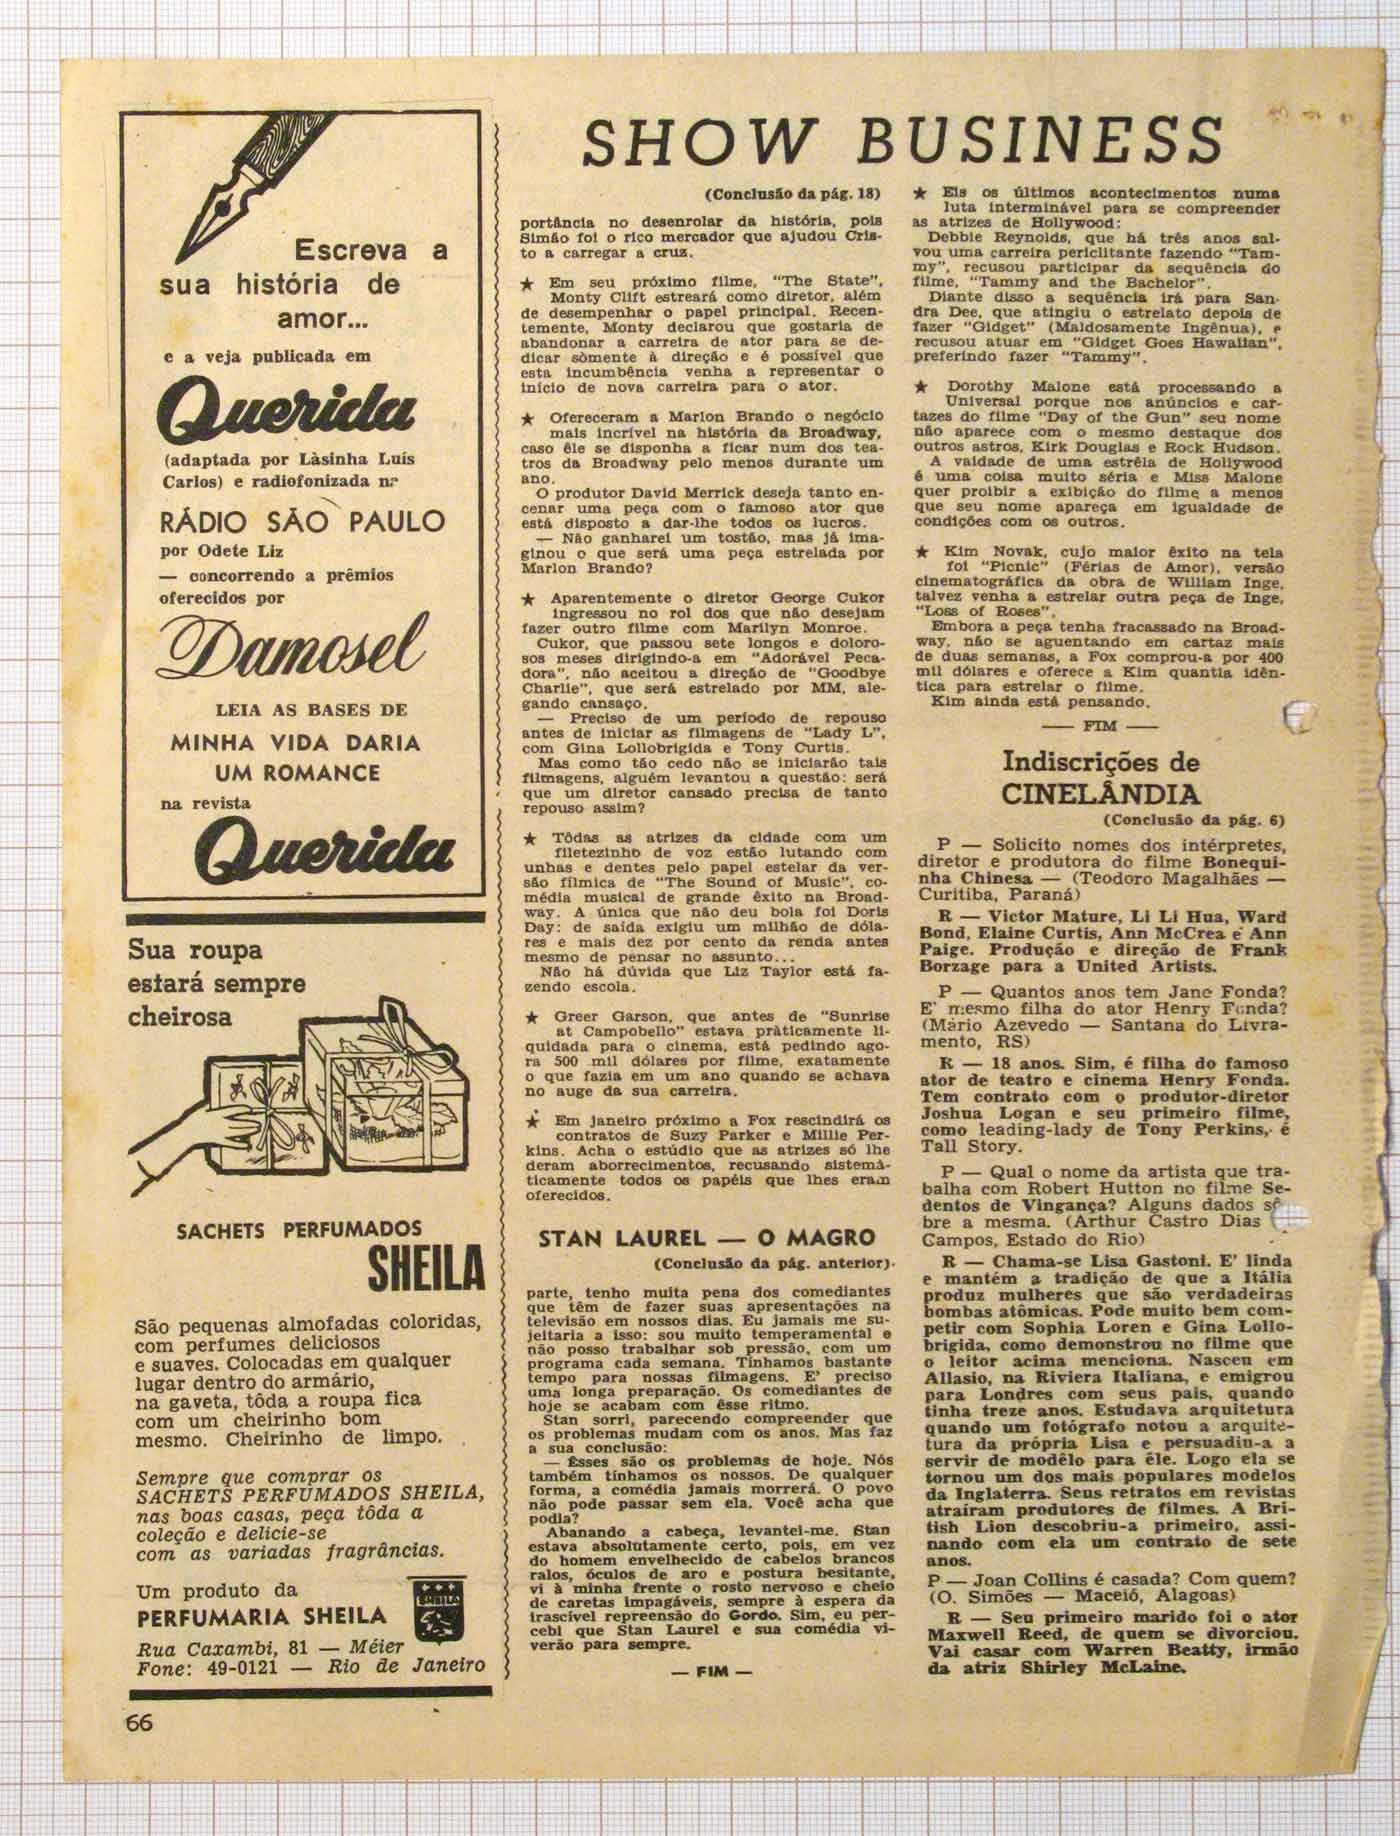 Escreva a
sua história de
amor...
e a veja publicada em
Querida
(adaptada por Làsinha Luís
Carlos) e radiofonizada na
RÁDIO SÃO PAULO
por Odete Liz
— concorrendo a prêmios
oferecidos por
Damosel
LEIA AS BASES DE
MINHA VIDA DARIA
UM ROMANCE
na revista
Querida
Sua roupa
estará sempre
cheirosa
SACHETS PERFUMADOS
SHEILA
São pequenas almofadas coloridas,
com perfumes deliciosos
e suaves. Colocadas em qualquer
lugar dentro do armário,
na gaveta, tôda a roupa fica
com um cheirinho bom
mesmo. Cheirinho de limpo.
Sempre que comprar os
SACHETS PERFUMADOS SHEILA,
nas boas casas, peça tôda a
coleção e delicie-se
com as variadas fragrâncias.
Um produto da
PERFUMARIA SHEILA
SHEILA
Rua Caxambi, 81 — Méier
Fone: 49-0121 — Rio de Janeiro
66
SHOW BUSINESS
(Conclusão da pág. 18)
portância no desenrolar da história, pois
Simão foi o rico mercador que ajudou Cris-
to a carregar a cruz.
★ Em seu próximo filme, "The State",
Monty Clift estreará como diretor, além
de desempenhar o papel principal. Recen-
temente, Monty declarou que gostaria de
abandonar a carreira de ator para se de-
dicar sòmente à direção e é possível que
esta incumbência venha a representar o
início de nova carreira para o ator.
★ Ofereceram a Marlon Brando o negócio
mais incrível na história da Broadway,
caso êle se disponha a ficar num dos tea-
tros da Broadway pelo menos durante um
ano.
O produtor David Merrick deseja tanto en-
cenar uma peça com o famoso ator que
está disposto a dar-lhe todos os lucros.
— Não ganharei um tostão, mas já ima-
ginou o que será uma peça estrelada por
Marlon Brando?
★ Aparentemente o diretor George Cukor
ingressou no rol dos que não desejam
fazer outro filme com Marilyn Monroe.
Cukor, que passou sete longos e doloro-
sos meses dirigindo-a em "Adorável Peca-
dora", não aceitou a direção de "Goodbye
Charlie", que será estrelado por MM, ale-
gando cansaço.
— Preciso de um período de repouso
antes de iniciar as filmagens de "Lady L",
com Gina Lollobrigida e Tony Curtis.
Mas como tão cedo não se iniciarão tais
filmagens, alguém levantou a questão: será
que um diretor cansado precisa de tanto
repouso assim?
★ Tôdas as atrizes da cidade com um
filetezinho de voz estão lutando com
unhas e dentes pelo papel estelar da ver-
são fílmica de "The Sound of Music", co-
média musical de grande êxito na Broad-
way. A única que não deu bola foi Doris
Day: de saída exigiu um milhão de dóla-
res e mais dez por cento da renda antes
mesmo de pensar no assunto...
Não há dúvida que Liz Taylor está fa-
zendo escola.
★ Greer Garson, que antes de "Sunrise
at Campobello" estava pràticamente li-
quidada para o cinema, está pedindo ago-
ra 500 mil dólares por filme, exatamente
o que fazia em um ano quando se achava
no auge da sua carreira.
★ Em janeiro próximo a Fox rescindirá os
contratos de Suzy Parker e Millie Per-
kins. Acha o estúdio que as atrizes só lhe
deram aborrecimentos, recusando sistemà-
ticamente todos os papéis que lhes eram
oferecidos.
STAN LAUREL — O MAGRO
(Conclusão da pág. anterior)
parte, tenho muita pena dos comediantes
que têm de fazer suas apresentações na
televisão em nossos dias. Eu jamais me su-
jeitaria a isso: sou muito temperamental e
não posso trabalhar sob pressão, com um
programa cada semana. Tínhamos bastante
tempo para nossas filmagens. E' preciso
uma longa preparação. Os comediantes de
hoje se acabam com êsse ritmo.
Stan sorri, parecendo compreender que
os problemas mudam com os anos. Mas faz
a sua conclusão:
— Êsses são os problemas de hoje. Nós
também tínhamos os nossos. De qualquer
forma, a comédia jamais morrerá. O povo
não pode passar sem ela. Você acha que
podia?
Abanando a cabeça, levantei-me. Stan
estava absolutamente certo, pois, em vez
do homem envelhecido de cabelos brancos
ralos, óculos de aro e postura hesitante,
vi à minha frente o rosto nervoso e cheio
de caretas impagáveis, sempre à espera da
irascível repreensão do Gordo. Sim, eu per-
cebi que Stan Laurel e sua comédia vi-
verão para sempre.
— FIM —
★ Eis os últimos acontecimentos numa
luta interminável para se compreender
as atrizes de Hollywood:
Debbie Reynolds, que há três anos sal-
vou uma carreira periclitante fazendo "Tam-
my", recusou participar da sequência do
filme, "Tammy and the Bachelor".
Diante disso a sequência irá para San-
dra Dee, que atingiu o estrelato depois de
fazer "Gidget" (Maldosamente Ingênua), e
recusou atuar em "Gidget Goes Hawaiian",
preferindo fazer "Tammy".
★ Dorothy Malone está processando a
Universal porque nos anúncios e car-
tazes do filme "Day of the Gun" seu nome
não aparece com o mesmo destaque dos
outros astros, Kirk Douglas e Rock Hudson.
A vaidade de uma estrêla de Hollywood
é uma coisa muito séria e Miss Malone
quer proibir a exibição do filme a menos
que seu nome apareça em igualdade de
condições com os outros.
★ Kim Novak, cujo maior êxito na tela
foi "Picnic" (Férias de Amor), versão
cinematográfica da obra de William Inge,
talvez venha a estrelar outra peça de Inge,
"Loss of Roses".
Embora a peça tenha fracassado na Broad-
way, não se aguentando em cartaz mais
de duas semanas, a Fox comprou-a por 400
mil dólares e oferece a Kim quantia idên-
tica para estrelar o filme.
Kim ainda está pensando.
— FIM —
Indiscrições de
CINELÂNDIA
(Conclusão da pág. 6)
P — Solicito nomes dos intérpretes,
diretor e produtora do filme Bonequi-
nha Chinesa — (Teodoro Magalhães —
Curitiba, Paraná)
R — Victor Mature, Li Li Hua, Ward
Bond, Elaine Curtis, Ann McCrea e Ann
Paige. Produção e direção de Frank
Borzage para a United Artists.
P — Quantos anos tem Jane Fonda?
E' mesmo filha do ator Henry Fonda?
(Mário Azevedo — Santana do Livra-
mento, RS)
R — 18 anos. Sim, é filha do famoso
ator de teatro e cinema Henry Fonda.
Tem contrato com o produtor-diretor
Joshua Logan e seu primeiro filme,
como leading-lady de Tony Perkins, é
Tall Story.
P — Qual o nome da artista que tra-
balha com Robert Hutton no filme Se-
dentos de Vingança? Alguns dados sô-
bre a mesma. (Arthur Castro Dias
Campos, Estado do Rio)
R — Chama-se Lisa Gastoni. E' linda
e mantém a tradição de que a Itália
produz mulheres que são verdadeiras
bombas atômicas. Pode muito bem com-
petir com Sophia Loren e Gina Lollo-
brigida, como demonstrou no filme que
o leitor acima menciona. Nasceu em
Allasio, na Riviera Italiana, e emigrou
para Londres com seus pais, quando
tinha treze anos. Estudava arquitetura
quando um fotógrafo notou a arquite-
tura da própria Lisa e persuadiu-a a
servir de modêlo para êle. Logo ela se
tornou um dos mais populares modelos
da Inglaterra. Seus retratos em revistas
atraíram produtores de filmes. A Bri-
tish Lion descobriu-a primeiro, assi-
nando com ela um contrato de sete
anos.
P — Joan Collins é casada? Com quem?
(O. Simões — Maceió, Alagoas)
R — Seu primeiro marido foi o ator
Maxwell Reed, de quem se divorciou.
Vai casar com Warren Beatty, irmão
da atriz Shirley McLaine.